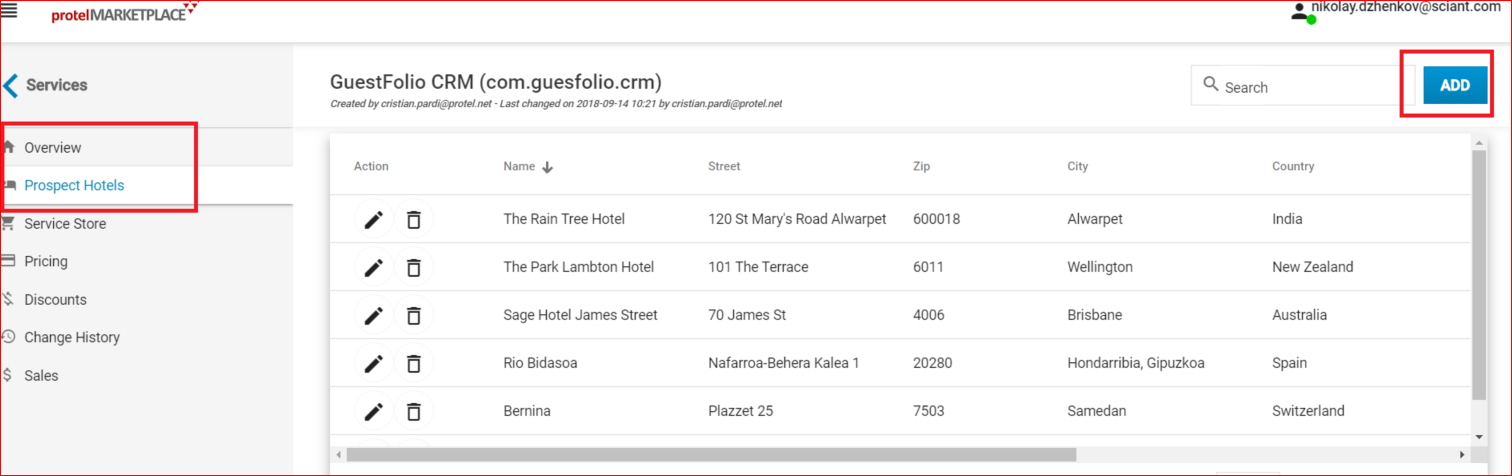 protelMARKETPLACE
nikolay.dzhenkov@sciant.com
Services
Overview
Prospect Hotels
Service Store
Pricing
Discounts
Change History
Sales
GuestFolio CRM (com.guesfolio.crm)
Created by cristian.pardi@protel.net - Last changed on 2018-09-14 10:21 by cristian.pardi@protel.net
Search
ADD
Action Name Street Zip City Country
The Rain Tree Hotel 120 St Mary's Road Alwarpet 600018 Alwarpet India
The Park Lambton Hotel 101 The Terrace 6011 Wellington New Zealand
Sage Hotel James Street 70 James St 4006 Brisbane Australia
Rio Bidasoa Nafarroa-Behera Kalea 1 20280 Hondarribia, Gipuzkoa Spain
Bernina Plazzet 25 7503 Samedan Switzerland